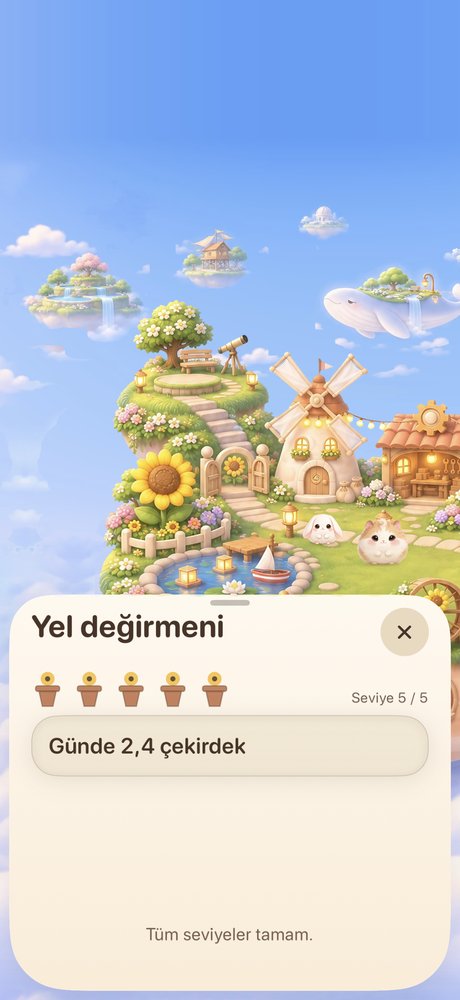 Yel değirmeni
Seviye 5 / 5
Günde 2,4 çekirdek
Tüm seviyeler tamam.